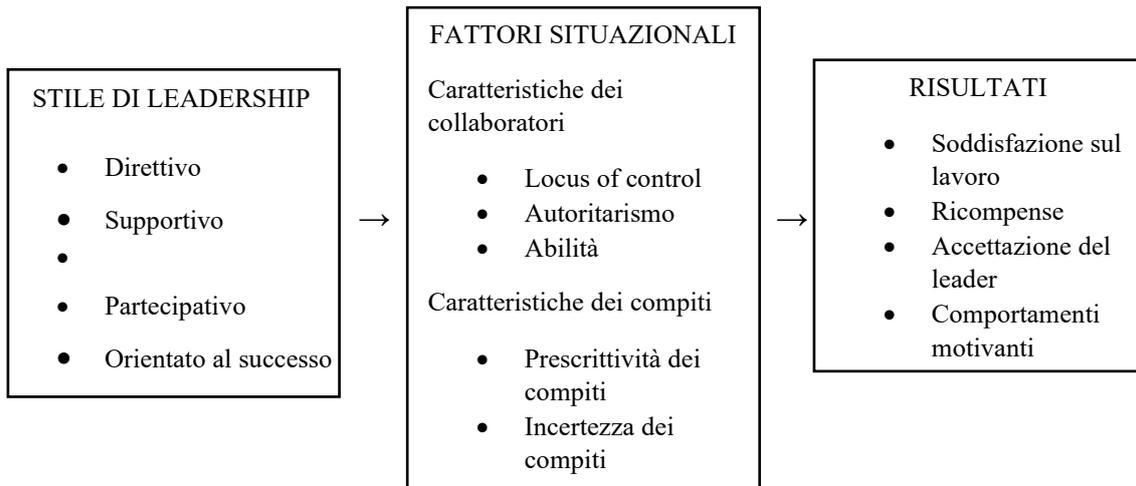 STILE DI LEADERSHIP
• Direttivo
• Supportivo
•
• Partecipativo
• Orientato al successo
→
FATTORI SITUAZIONALI
Caratteristiche dei
collaboratori
• Locus of control
• Autoritarismo
• Abilità
Caratteristiche dei compiti
• Prescrittività dei
compiti
• Incertezza dei
compiti
→
RISULTATI
• Soddisfazione sul
lavoro
• Ricompense
• Accettazione del
leader
• Comportamenti
motivanti